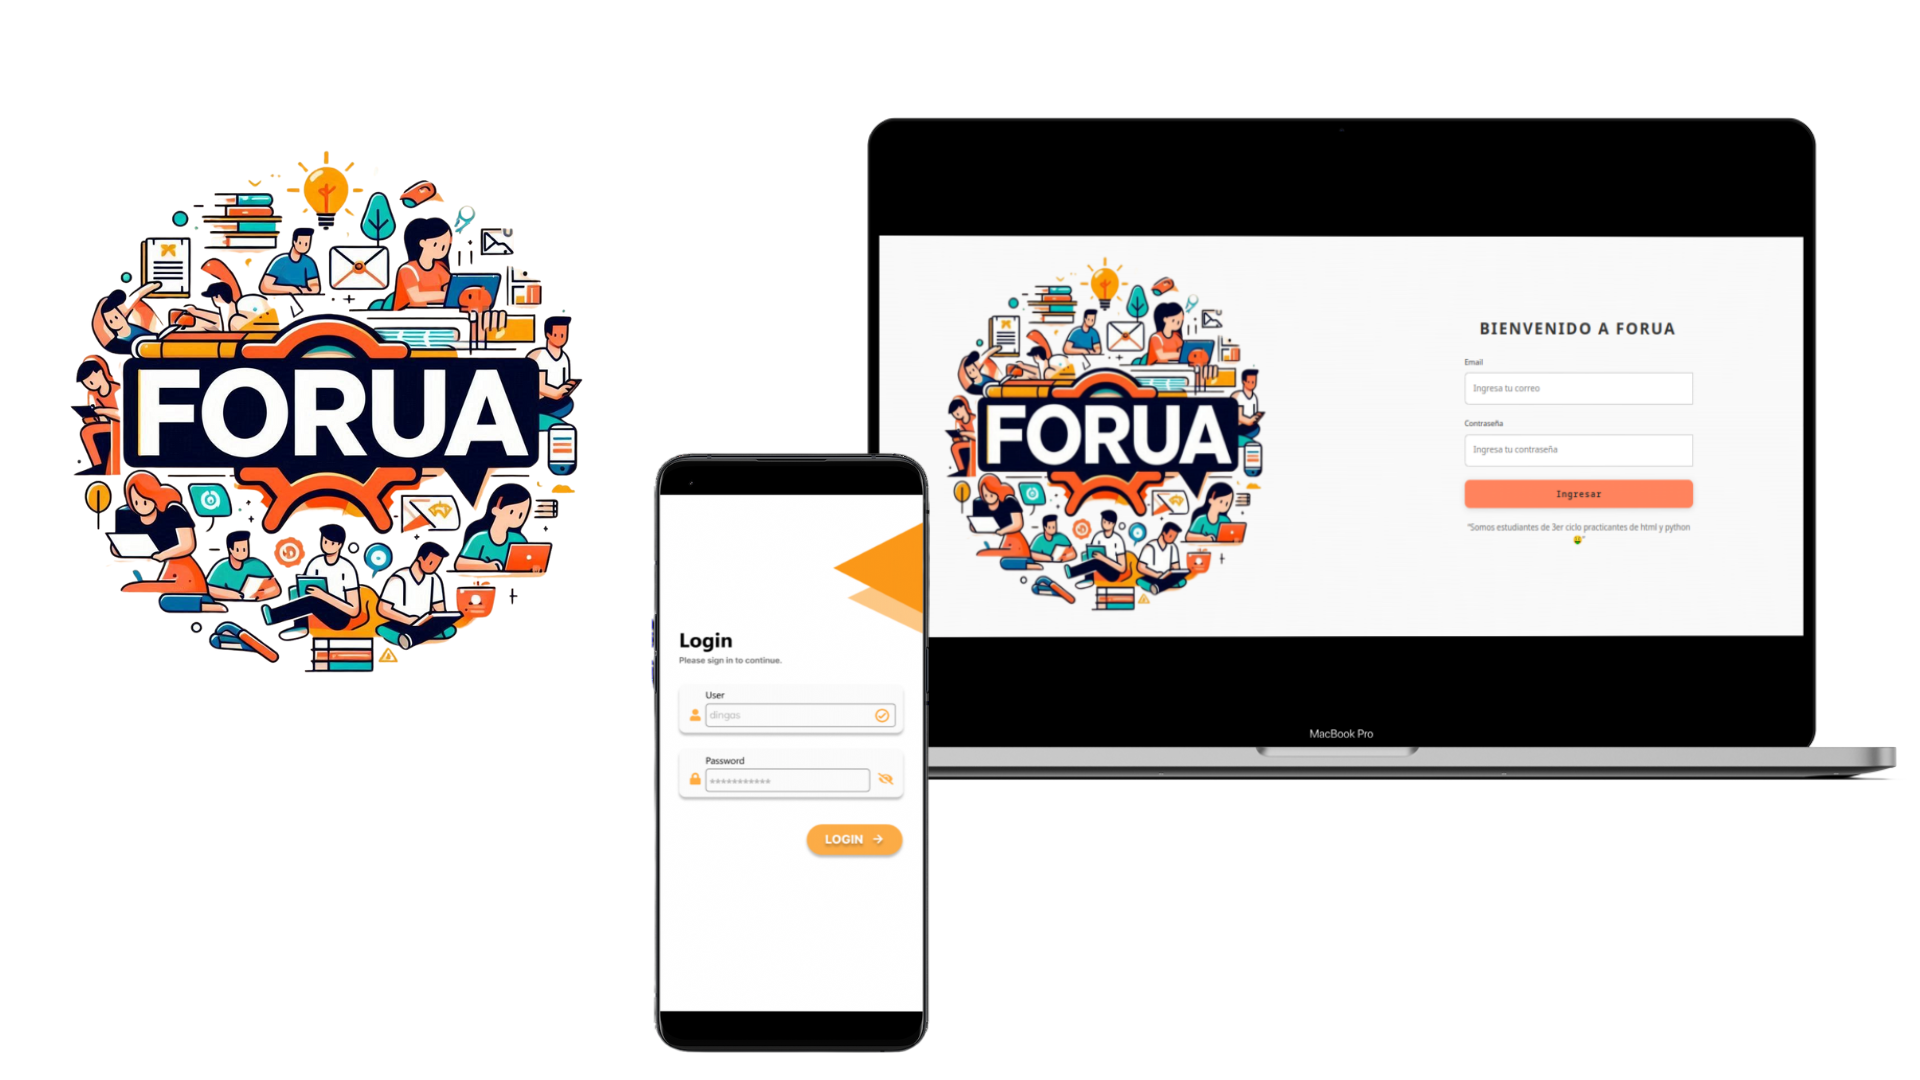 FORUA
Login
Please sign in to continue.
User
dingos
Password
***********
LOGIN
FORUA
BIENVENIDO A FORUA
Email
Ingresa tu correo
Contraseña
Ingresa tu contraseña
Ingresar
"Somos estudiantes de 3er ciclo practicantes de html y python
🤑"
MacBook Pro